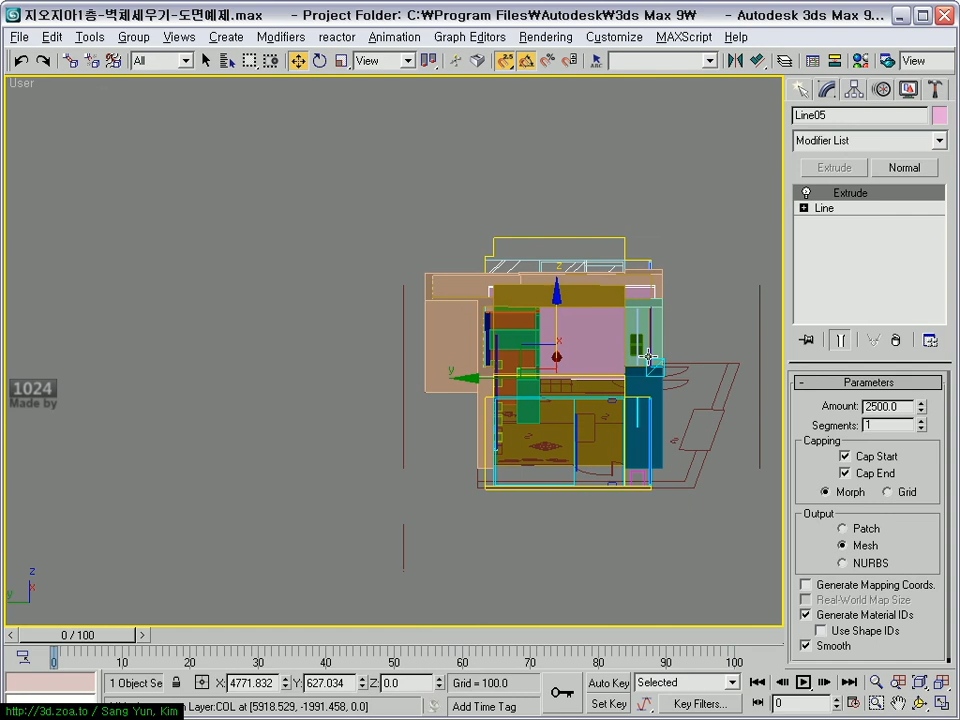 지오지아1층-벽체세우기-도면예제.max - Project Folder: C:₩Program Files₩Autodesk₩3ds Max 9₩ - Autodesk 3ds Max 9...
File Edit Tools Group Views Create Modifiers reactor Animation Graph Editors Rendering Customize MAXScript Help
All View View
User
Line05
Modifier List
Extrude Normal
Extrude
Line
Parameters
Amount: 2500.0
Segments: 1
Capping
Cap Start
Cap End
Morph Grid
Output
Patch
Mesh
NURBS
Generate Mapping Coords.
Real-World Map Size
Generate Material IDs
Use Shape IDs
Smooth
z
x
y
1024
Made by
z
x
y
0 / 100
0 10 20 30 40 50 60 70 80 90 100
1 Object Se X: 4771.832 Y: 627.034 Z: 0.0 Grid = 100.0 Auto Key Selected
Layer:COL at [5918.529, -1991.458, 0.0] Add Time Tag Set Key Key Filters... 0
http://3d.zoa.to / Sang Yun, Kim